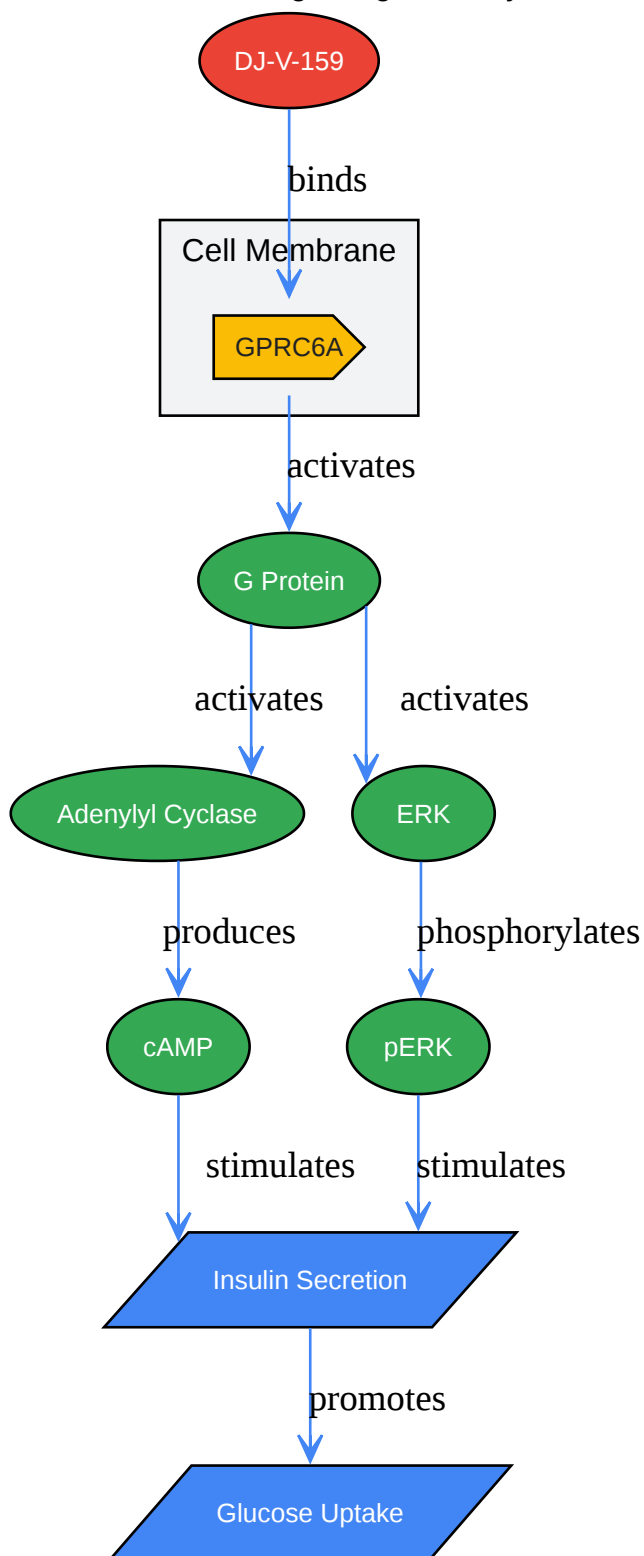 DJ-V-159
binds
Cell Membrane
GPRC6A
activates
G Protein
activates activates
Adenylyl Cyclase ERK
produces phosphorylates
cAMP pERK
stimulates stimulates
Insulin Secretion
promotes
Glucose Uptake